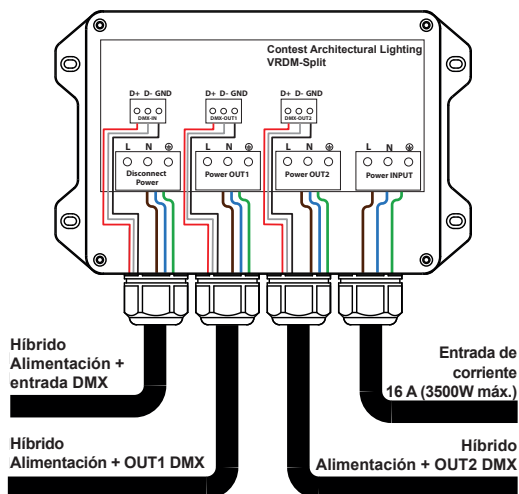 Contest Architectural Lighting
VRDM-Split
D+ D- GND
DMX-IN
D+ D- GND
DMX-OUT1
D+ D- GND
DMX-OUT2
L N
Disconnect
Power
L N
Power OUT1
L N
Power OUT2
L N
Power INPUT
Híbrido
Alimentación +
entrada DMX
Entrada de
corriente
16 A (3500W máx.)
Híbrido
Alimentación + OUT1 DMX
Híbrido
Alimentación + OUT2 DMX